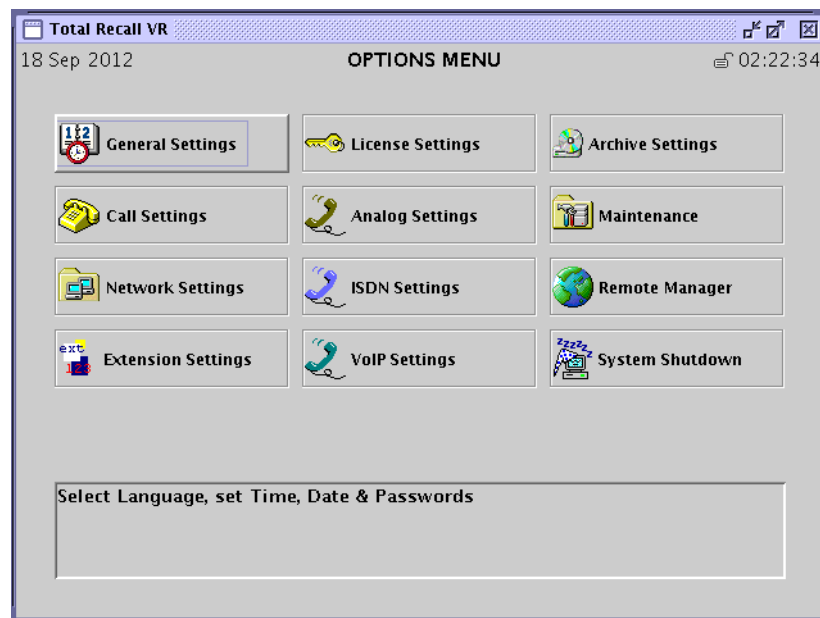 Total Recall VR
18 Sep 2012 OPTIONS MENU 02:22:34
General Settings License Settings Archive Settings
Call Settings Analog Settings Maintenance
Network Settings ISDN Settings Remote Manager
Extension Settings VoIP Settings System Shutdown
Select Language, set Time, Date & Passwords